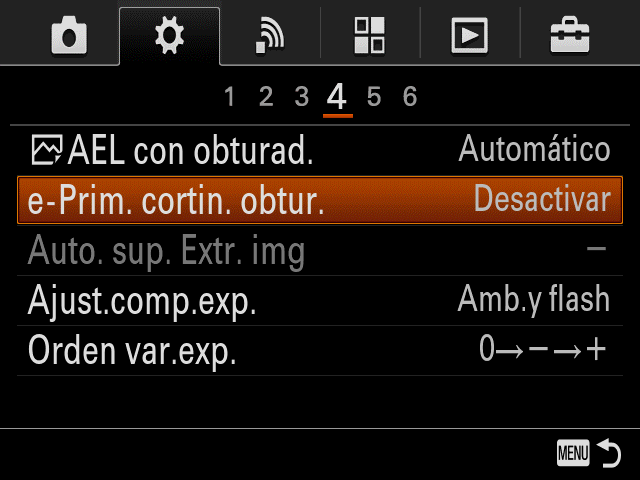 1 2 3 4 5 6
AEL con obturad. Automático
e-Prim. cortin. obtur. Desactivar
Auto. sup. Extr. img –
Ajust.comp.exp. Amb.y flash
Orden var.exp. 0→−→+
MENU